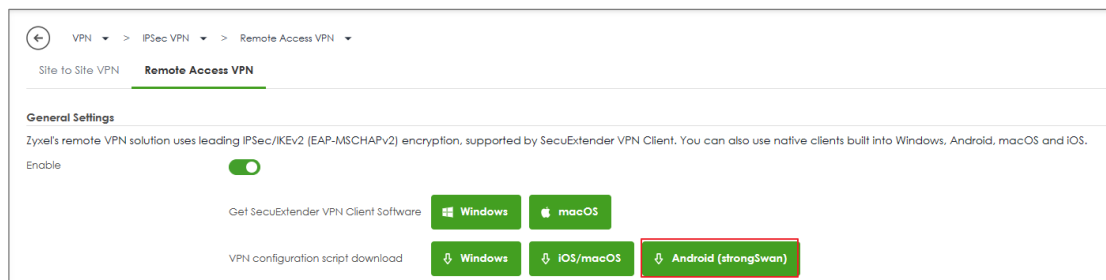 VPN > IPSec VPN > Remote Access VPN
Site to Site VPN Remote Access VPN
General Settings
Zyxel's remote VPN solution uses leading IPSec/IKEv2 (EAP-MSCHAPv2) encryption, supported by SecuExtender VPN Client. You can also use native clients built into Windows, Android, macOS and iOS.
Enable
Get SecuExtender VPN Client Software Windows macOS
VPN configuration script download Windows iOS/macOS Android (strongSwan)